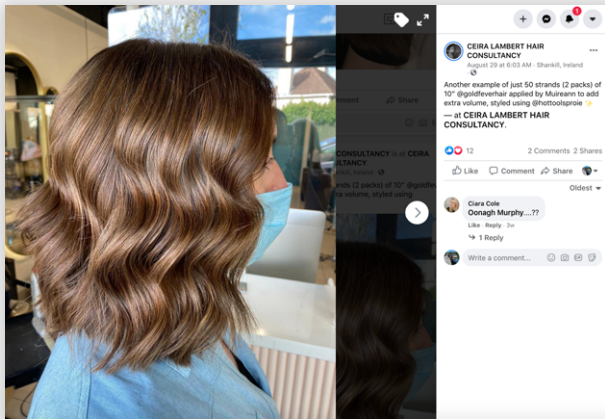 1
CEIRA LAMBERT HAIR
CONSULTANCY
August 29 at 6:03 AM · Shankill, Ireland
Another example of just 50 strands (2 packs) of
10" @goldfeverhair applied by Muireann to add
extra volume, styled using @hottoolsproie ✨
— at CEIRA LAMBERT HAIR
CONSULTANCY.
12 2 Comments 2 Shares
Like Comment Share
Oldest
Ciara Cole
Oonagh Murphy....??
Like · Reply · 3w
1 Reply
Write a comment...
Share
CONSULTANCY is at CEIRA
Ireland
(2 packs) of 10"
volume, styled using